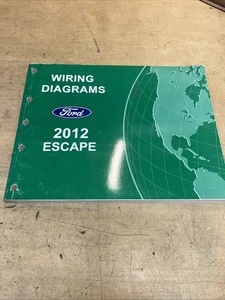 WIRING
DIAGRAMS
Ford
2012
ESCAPE